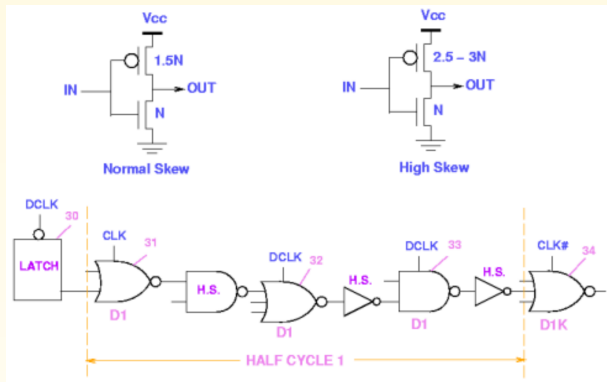 Vcc
1.5N
IN
OUT
N
Normal Skew
Vcc
2.5 – 3N
IN
OUT
N
High Skew
DCLK
30
LATCH
CLK
31
D1
H.S.
DCLK
32
D1
H.S.
DCLK
33
D1
H.S.
CLK#
34
D1K
HALF CYCLE 1